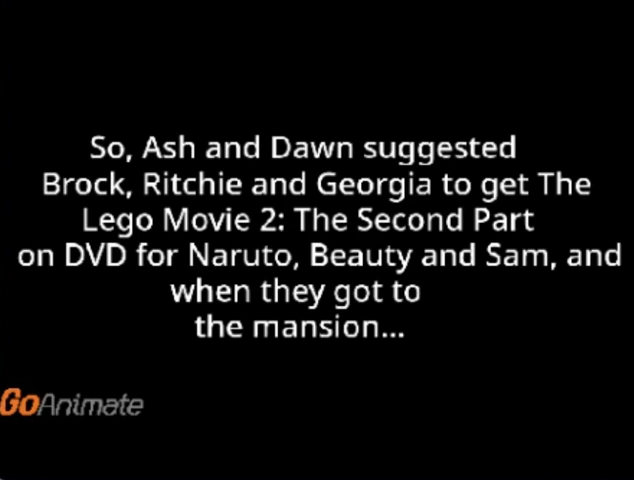 So, Ash and Dawn suggested
Brock, Ritchie and Georgia to get The
Lego Movie 2: The Second Part
on DVD for Naruto, Beauty and Sam, and
when they got to
the mansion...
GoAnimate